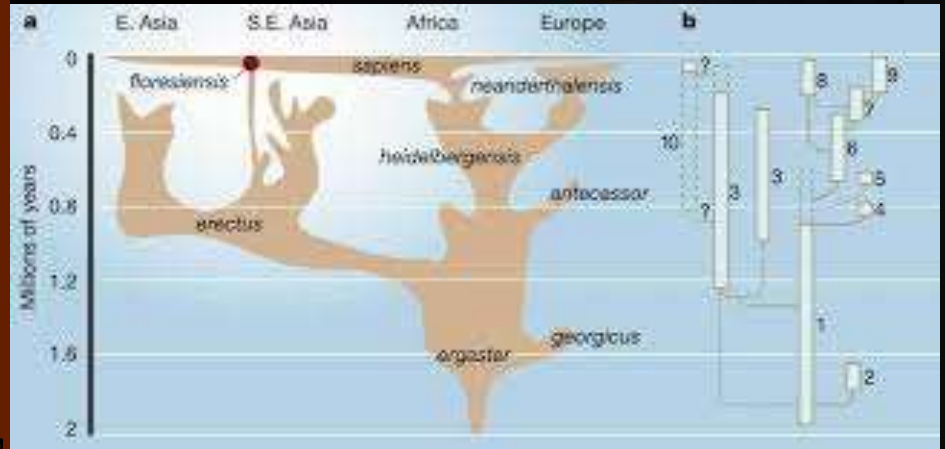 a E. Asia S.E. Asia Africa Europe b
0
sapiens
floresiensis
neanderthalensis
0.4
heidelbergensis
antecessor
0.8
erectus
1.2
georgicus
1.6
ergaster
2
Millions of years
? 8 9
7
10 6
3 3 5
? 4
1
2